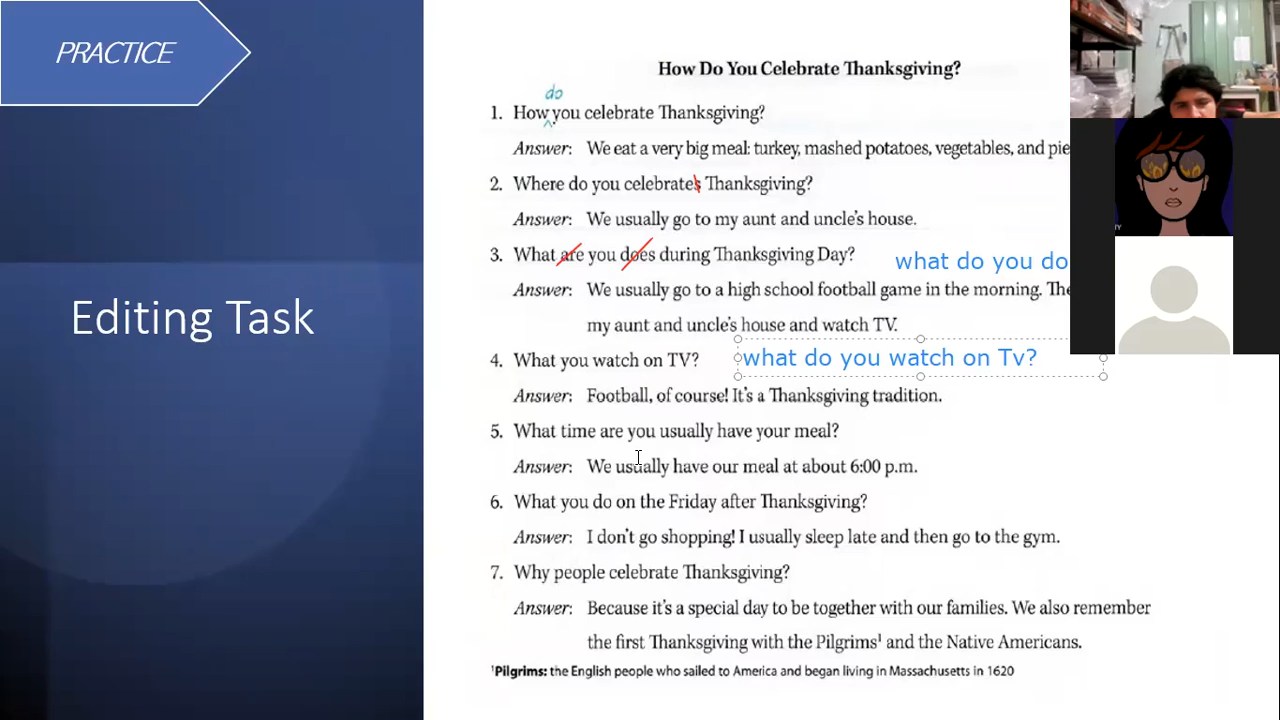 PRACTICE
Editing Task
How Do You Celebrate Thanksgiving?
do
1. How you celebrate Thanksgiving?
Answer: We eat a very big meal: turkey, mashed potatoes, vegetables, and pie
2. Where do you celebrates Thanksgiving?
Answer: We usually go to my aunt and uncle's house.
3. What are you does during Thanksgiving Day?
what do you do
Answer: We usually go to a high school football game in the morning. The
my aunt and uncle's house and watch TV.
4. What you watch on TV?
what do you watch on Tv?
Answer: Football, of course! It's a Thanksgiving tradition.
5. What time are you usually have your meal?
Answer: We usually have our meal at about 6:00 p.m.
6. What you do on the Friday after Thanksgiving?
Answer: I don't go shopping! I usually sleep late and then go to the gym.
7. Why people celebrate Thanksgiving?
Answer: Because it's a special day to be together with our families. We also remember
the first Thanksgiving with the Pilgrims¹ and the Native Americans.
¹Pilgrims: the English people who sailed to America and began living in Massachusetts in 1620